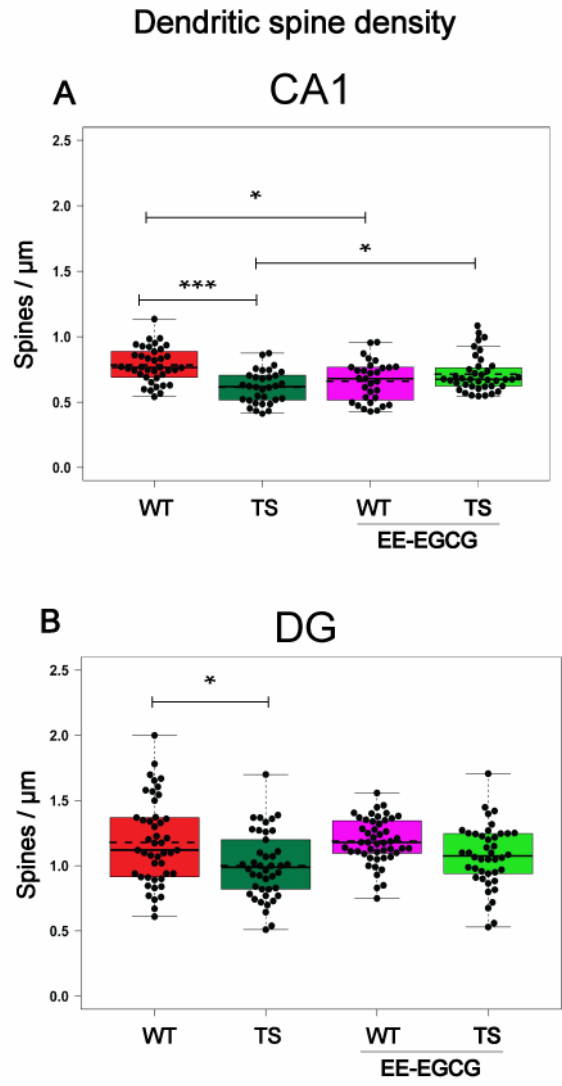 Dendritic spine density
A
CA1
2.5
2.0
1.5
1.0
0.5
0.0
Spines / μm
*
*
***
WT
TS
WT
TS
EE-EGCG
B
DG
2.5
2.0
1.5
1.0
0.5
0.0
Spines / μm
*
WT
TS
WT
TS
EE-EGCG